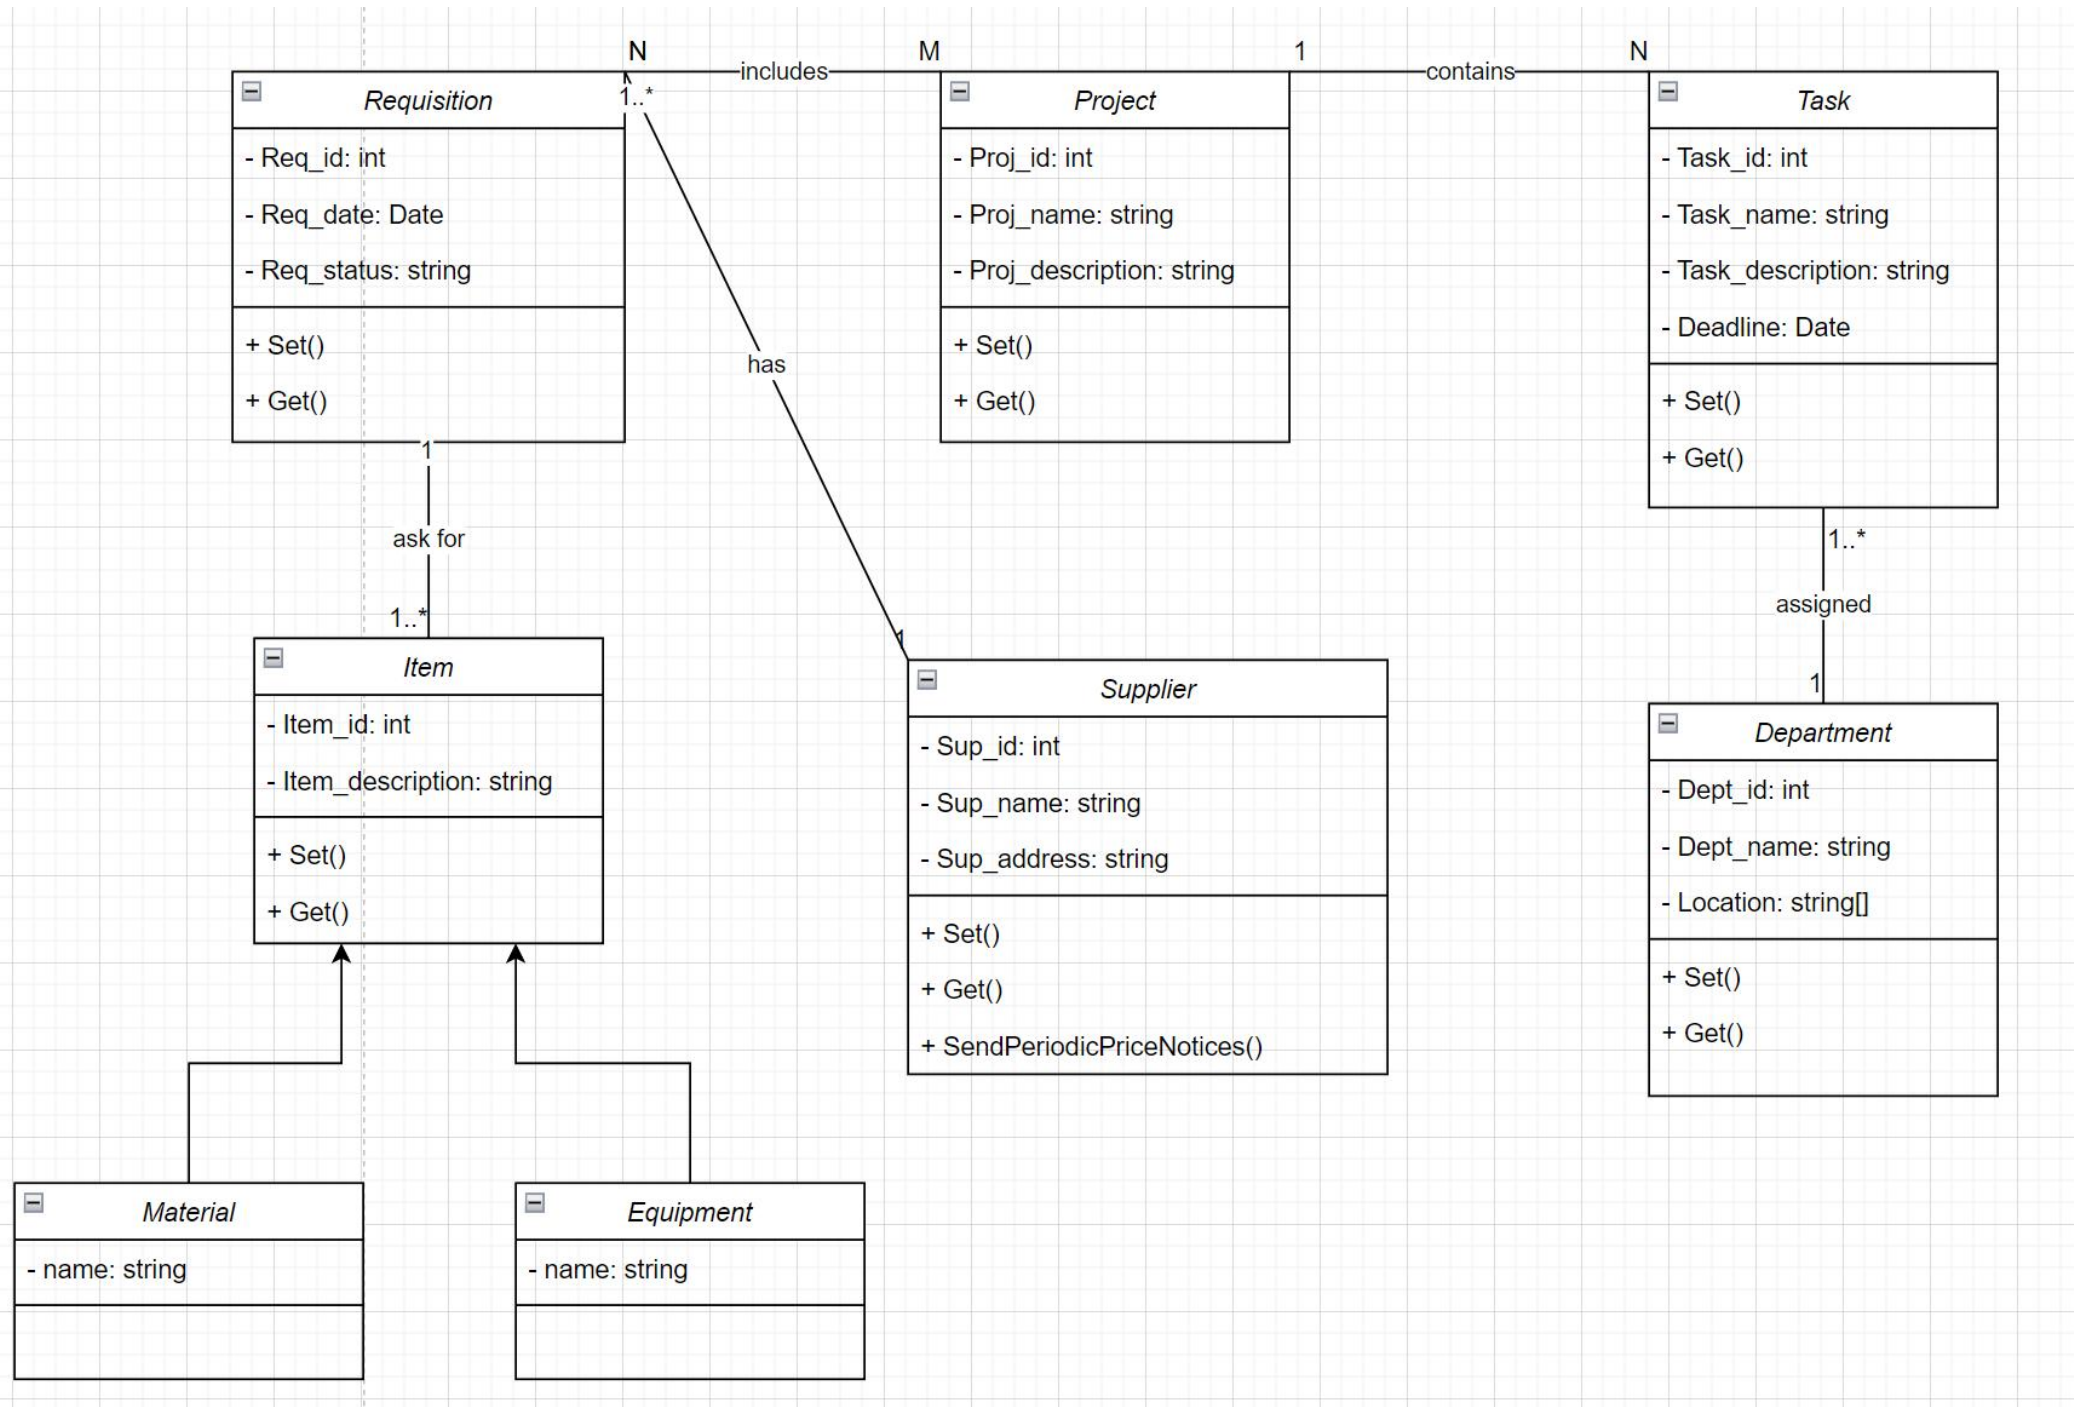 N
includes
M
1
contains
N
Requisition
1..*
- Req_id: int
- Req_date: Date
- Req_status: string
+ Set()
+ Get()
Project
- Proj_id: int
- Proj_name: string
- Proj_description: string
+ Set()
+ Get()
Task
- Task_id: int
- Task_name: string
- Task_description: string
- Deadline: Date
+ Set()
+ Get()
has
1
ask for
1..*
1..*
assigned
1
1
Item
- Item_id: int
- Item_description: string
+ Set()
+ Get()
Supplier
- Sup_id: int
- Sup_name: string
- Sup_address: string
+ Set()
+ Get()
+ SendPeriodicPriceNotices()
Department
- Dept_id: int
- Dept_name: string
- Location: string[]
+ Set()
+ Get()
Material
- name: string
Equipment
- name: string